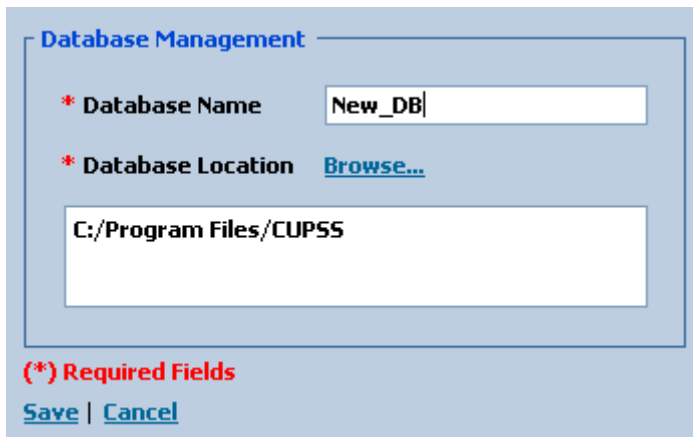 Database Management
* Database Name New_DB
* Database Location Browse...
C:/Program Files/CUPSS
(*) Required Fields
Save | Cancel